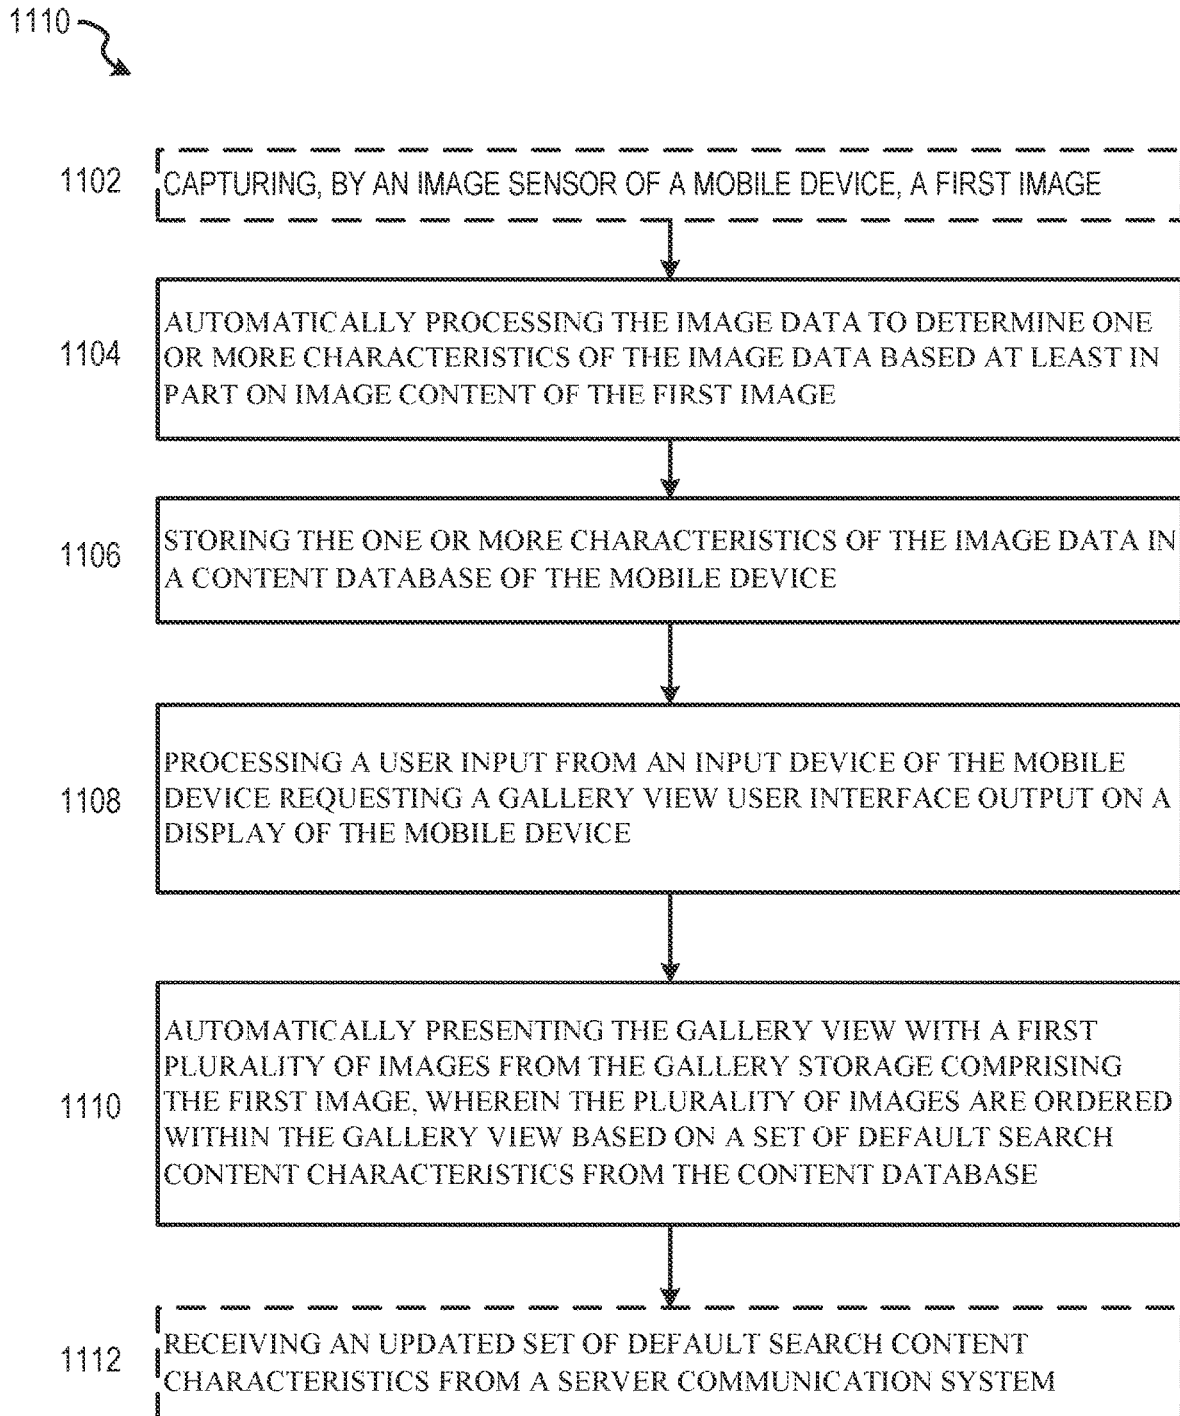 1110
1102
CAPTURING, BY AN IMAGE SENSOR OF A MOBILE DEVICE, A FIRST IMAGE
1104
AUTOMATICALLY PROCESSING THE IMAGE DATA TO DETERMINE ONE
OR MORE CHARACTERISTICS OF THE IMAGE DATA BASED AT LEAST IN
PART ON IMAGE CONTENT OF THE FIRST IMAGE
1106
STORING THE ONE OR MORE CHARACTERISTICS OF THE IMAGE DATA IN
A CONTENT DATABASE OF THE MOBILE DEVICE
1108
PROCESSING A USER INPUT FROM AN INPUT DEVICE OF THE MOBILE
DEVICE REQUESTING A GALLERY VIEW USER INTERFACE OUTPUT ON A
DISPLAY OF THE MOBILE DEVICE
1110
AUTOMATICALLY PRESENTING THE GALLERY VIEW WITH A FIRST
PLURALITY OF IMAGES FROM THE GALLERY STORAGE COMPRISING
THE FIRST IMAGE, WHEREIN THE PLURALITY OF IMAGES ARE ORDERED
WITHIN THE GALLERY VIEW BASED ON A SET OF DEFAULT SEARCH
CONTENT CHARACTERISTICS FROM THE CONTENT DATABASE
1112
RECEIVING AN UPDATED SET OF DEFAULT SEARCH CONTENT
CHARACTERISTICS FROM A SERVER COMMUNICATION SYSTEM